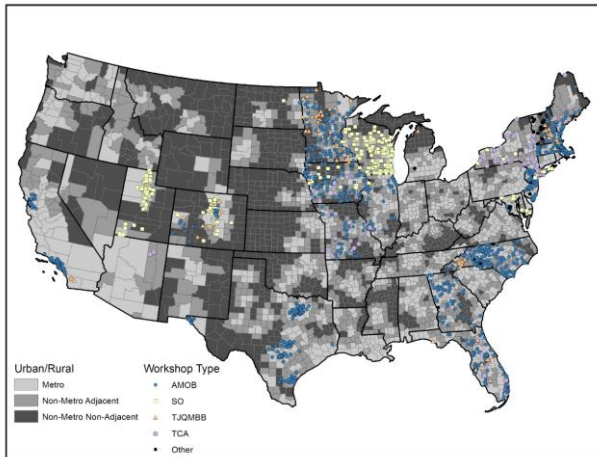 Urban/Rural
Metro
Non-Metro Adjacent
Non-Metro Non-Adjacent
Workshop Type
AMOB
SO
TJQMBB
TCA
Other